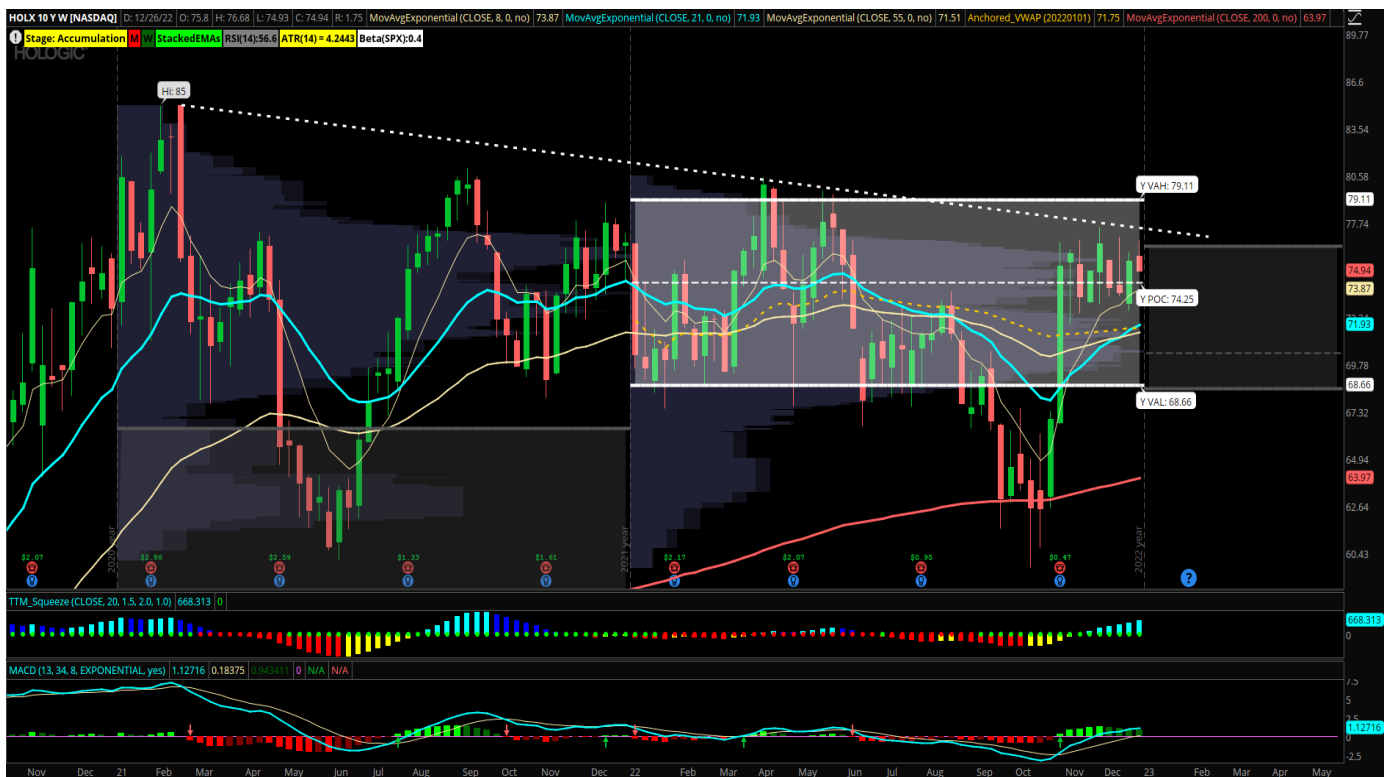 HOLX 10 Y W [NASDAQ] D: 12/26/22 O: 75.8 H: 76.68 L: 74.93 C: 74.94 R: 1.75 MovAvgExponential (CLOSE, 8, 0, no) 73.87 MovAvgExponential (CLOSE, 21, 0, no) 71.93 MovAvgExponential (CLOSE, 55, 0, no) 71.51 Anchored_VWAP (20220101) 71.75 MovAvgExponential (CLOSE, 200, 0, no) 63.97
Stage: Accumulation M W StackedEMAs RSI(14):56.6 ATR(14) = 4.2443 Beta(SPX):0.4
HOLOGIC
89.77
86.6
Hi: 85
83.54
80.58
Y VAH: 79.11
79.11
77.74
74.94
73.87
Y POC: 74.25
71.93
69.78
68.66
Y VAL: 68.66
67.32
64.94
63.97
62.64
60.43
2020 year
2021 year
2022 year
$2.07 $2.86 $2.59 $1.33 $1.61 $2.17 $2.07 $0.95 $0.47
?
TTM_Squeeze (CLOSE, 20, 1.5, 2.0, 1.0) 668.313 0
668.313
0
MACD (13, 34, 8, EXPONENTIAL, yes) 1.12716 0.18375 0.943411 0 N/A N/A
7.5
5
1.12716
0
-2.5
Nov Dec 21 Feb Mar Apr May Jun Jul Aug Sep Oct Nov Dec 22 Feb Mar Apr May Jun Jul Aug Sep Oct Nov Dec 23 Feb Mar Apr May